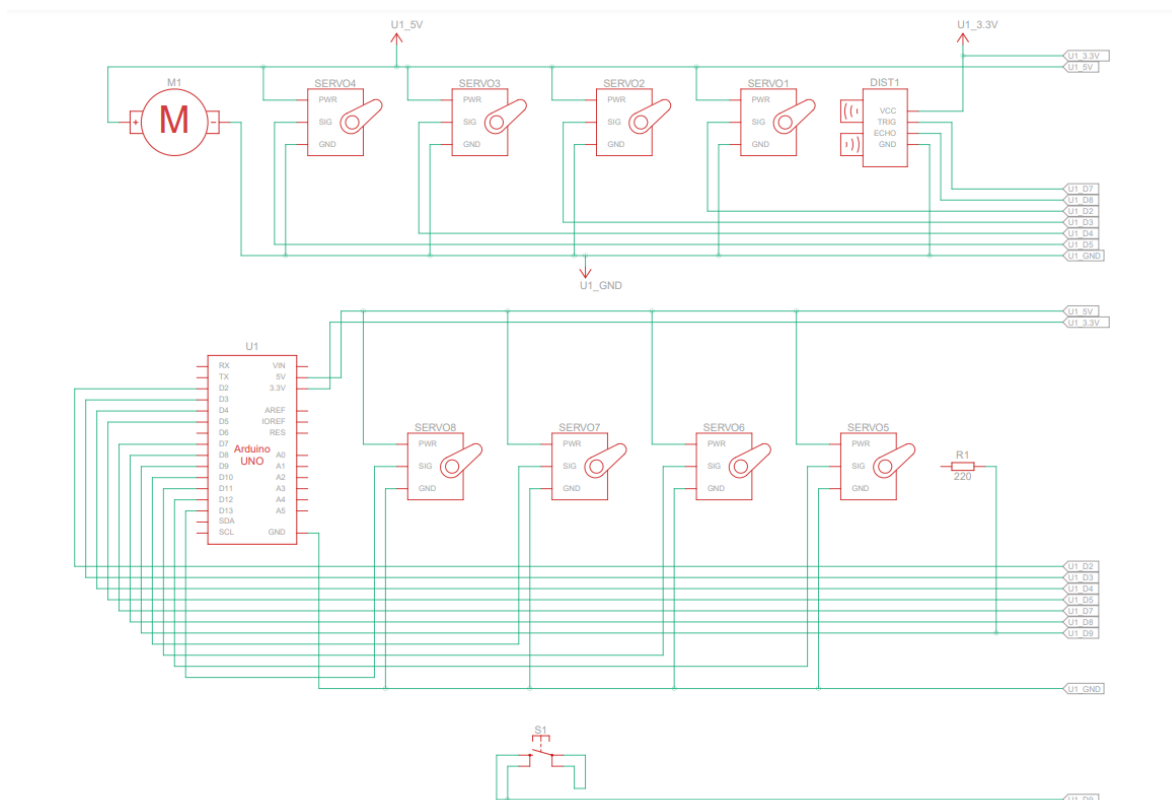 U1_5V
U1_3.3V
U1_3.3V
U1_5V
M1
SERVO4
SERVO3
SERVO2
SERVO1
DIST1
M
+
-
PWR
SIG
GND
PWR
SIG
GND
PWR
SIG
GND
PWR
SIG
GND
VCC
TRIG
ECHO
GND
U1_D7
U1_D8
U1_D2
U1_D3
U1_D4
U1_D5
U1_GND
U1_GND
U1_5V
U1_3.3V
U1
RX
TX
D2
D3
D4
D5
D6
D7
D8
D9
D10
D11
D12
D13
SDA
SCL
Arduino
UNO
VIN
5V
3.3V
AREF
IOREF
RES
A0
A1
A2
A3
A4
A5
GND
SERVO8
PWR
SIG
GND
SERVO7
PWR
SIG
GND
SERVO6
PWR
SIG
GND
SERVO5
PWR
SIG
GND
R1
220
U1_D2
U1_D3
U1_D4
U1_D5
U1_D7
U1_D8
U1_D9
U1_GND
S1